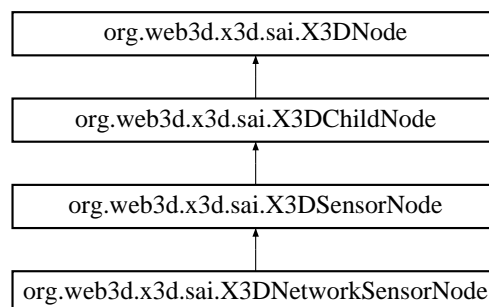 org.web3d.x3d.sai.X3DNode
org.web3d.x3d.sai.X3DChildNode
org.web3d.x3d.sai.X3DSensorNode
org.web3d.x3d.sai.X3DNetworkSensorNode